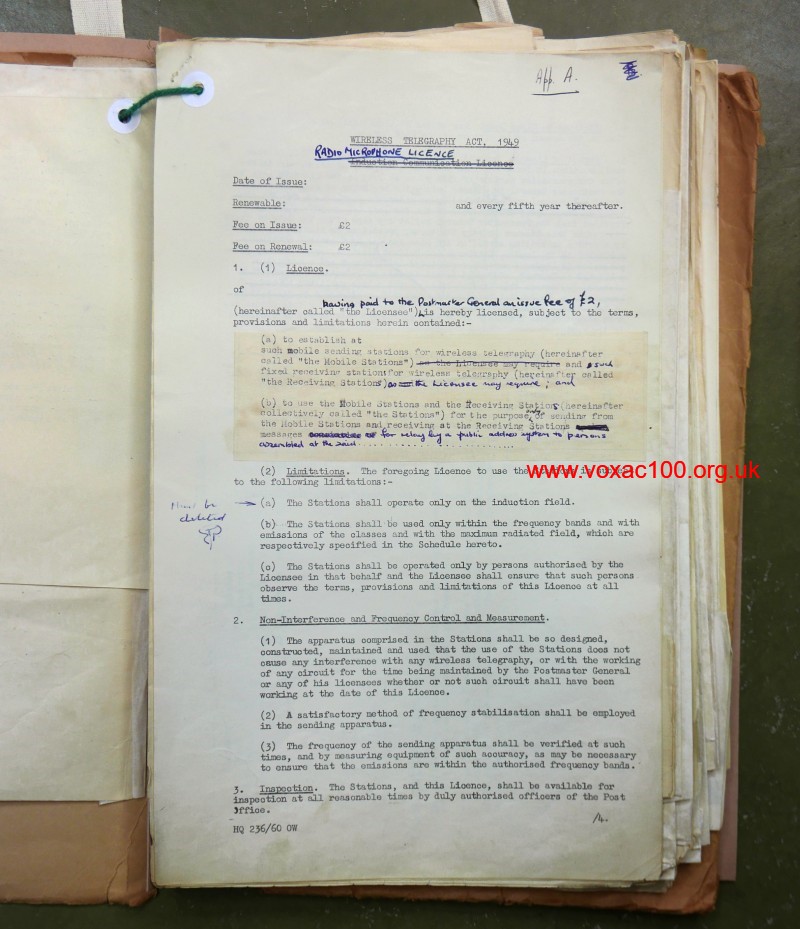 App A.
WIRELESS TELEGRAPHY ACT, 1949
RADIO MICROPHONE LICENCE
Induction Communication Licence
Date of Issue:
Renewable: and every fifth year thereafter.
Fee on Issue: £2
Fee on Renewal: £2
1. (1) Licence.
of
having paid to the Postmaster General an issue fee of £2,
(hereinafter called "the Licensee") is hereby licensed, subject to the terms,
provisions and limitations herein contained:-
(a) to establish at
such mobile sending stations for wireless telegraphy (hereinafter
called "the Mobile Stations") so the Licensee may require and such
fixed receiving stations for wireless telegraphy (hereinafter called
"the Receiving Stations") as the Licensee may require; and
(b) to use the Mobile Stations and the Receiving Stations (hereinafter
collectively called "the Stations") for the purpose only of sending from
the Mobile Stations and receiving at the Receiving Stations
messages for relay by a public address system to persons
assembled at the said
(2) Limitations. The foregoing Licence to use the
www.voxac100.org.uk
to the following limitations:-
Must be
deleted
(a) The Stations shall operate only on the induction field.
(b) The Stations shall be used only within the frequency bands and with
emissions of the classes and with the maximum radiated field, which are
respectively specified in the Schedule hereto.
(c) The Stations shall be operated only by persons authorised by the
Licensee in that behalf and the Licensee shall ensure that such persons
observe the terms, provisions and limitations of this Licence at all
times.
2. Non-Interference and Frequency Control and Measurement.
(1) The apparatus comprised in the Stations shall be so designed,
constructed, maintained and used that the use of the Stations does not
cause any interference with any wireless telegraphy, or with the working
of any circuit for the time being maintained by the Postmaster General
or any of his licensees whether or not such circuit shall have been
working at the date of this Licence.
(2) A satisfactory method of frequency stabilisation shall be employed
in the sending apparatus.
(3) The frequency of the sending apparatus shall be verified at such
times, and by measuring equipment of such accuracy, as may be necessary
to ensure that the emissions are within the authorised frequency bands.
3. Inspection. The Stations, and this Licence, shall be available for
inspection at all reasonable times by duly authorised officers of the Post
Office.
/4.
HQ 236/60 OW